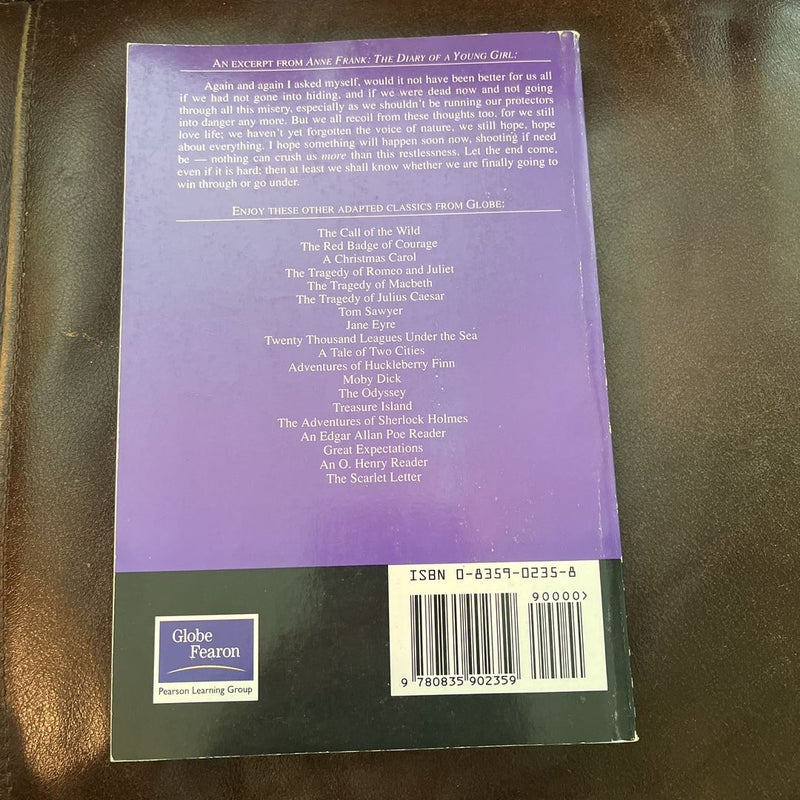 AN EXCERPT FROM ANNE FRANK: THE DIARY OF A YOUNG GIRL:
Again and again I asked myself, would it not have been better for us all
if we had not gone into hiding, and if we were dead now and not going
through all this misery, especially as we shouldn't be running our protectors
into danger any more. But we all recoil from these thoughts too, for we still
love life; we haven't yet forgotten the voice of nature, we still hope, hope
about everything. I hope something will happen soon now, shooting if need
be — nothing can crush us more than this restlessness. Let the end come,
even if it is hard; then at least we shall know whether we are finally going to
win through or go under.
ENJOY THESE OTHER ADAPTED CLASSICS FROM GLOBE:
The Call of the Wild
The Red Badge of Courage
A Christmas Carol
The Tragedy of Romeo and Juliet
The Tragedy of Macbeth
The Tragedy of Julius Caesar
Tom Sawyer
Jane Eyre
Twenty Thousand Leagues Under the Sea
A Tale of Two Cities
Adventures of Huckleberry Finn
Moby Dick
The Odyssey
Treasure Island
The Adventures of Sherlock Holmes
An Edgar Allan Poe Reader
Great Expectations
An O. Henry Reader
The Scarlet Letter
ISBN 0-8359-0235-8
90000>
9 780835 902359
Globe
Fearon
Pearson Learning Group